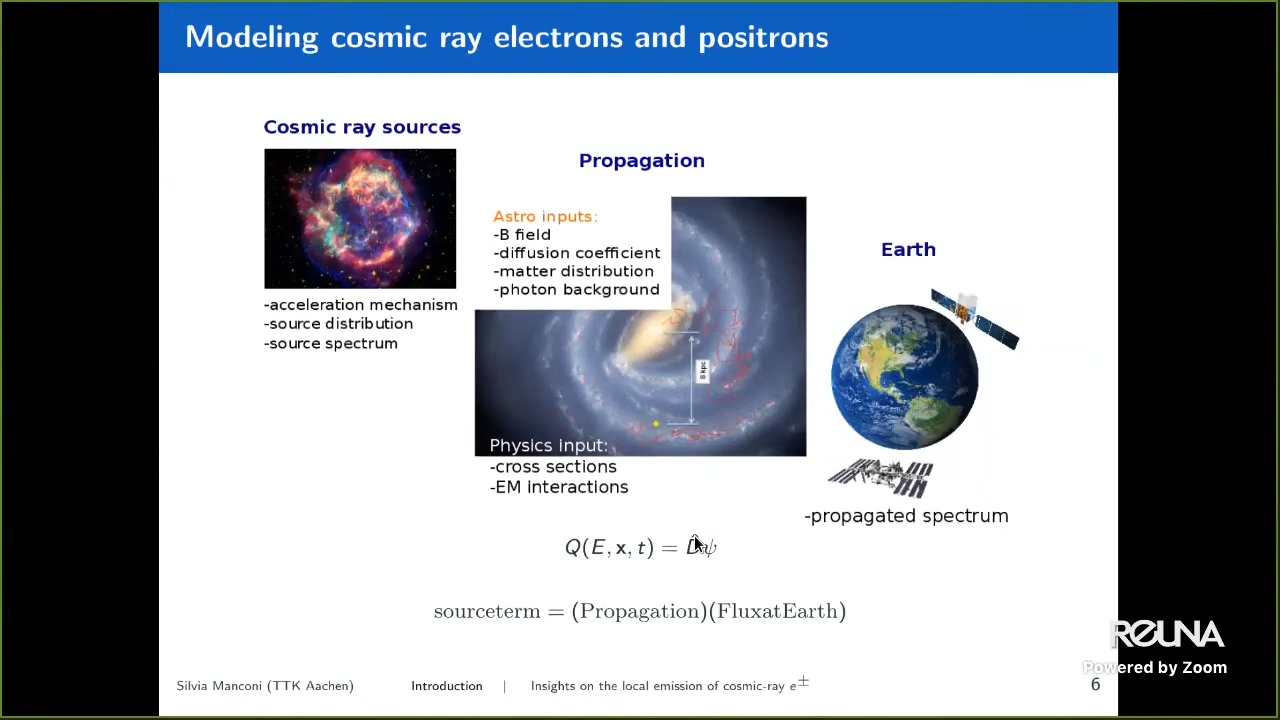 Modeling cosmic ray electrons and positrons
Cosmic ray sources
-acceleration mechanism
-source distribution
-source spectrum
Propagation
Astro inputs:
-B field
-diffusion coefficient
-matter distribution
-photon background
8 kpc
Physics input:
-cross sections
-EM interactions
Earth
-propagated spectrum
Q(E, x, t) = D̂ψ
sourceterm = (Propagation)(FluxatEarth)
REUNA
Powered by Zoom
Silvia Manconi (TTK Aachen) Introduction | Insights on the local emission of cosmic-ray e± 6